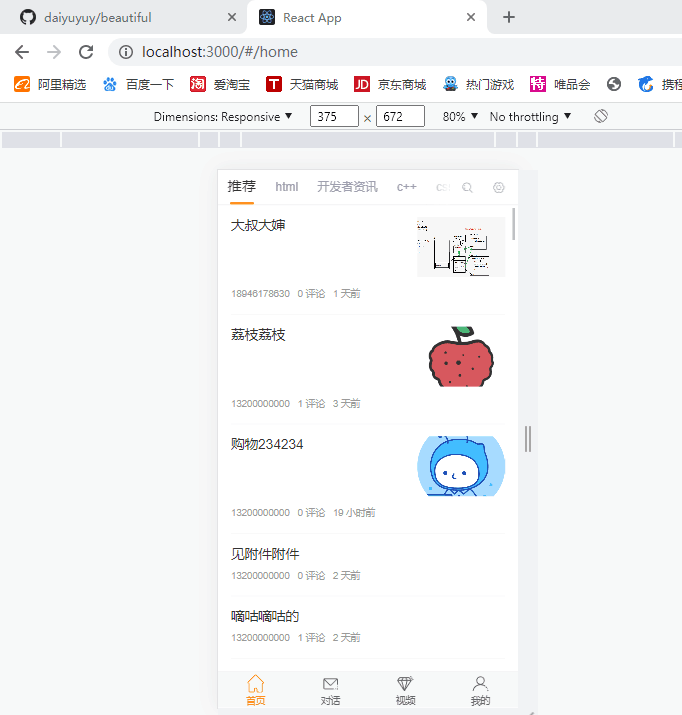 daiyuyuy/beautiful
React App
localhost:3000/#/home
阿里精选 百度一下 爱淘宝 天猫商城 JD 京东商城 热门游戏 特 唯品会 携程
Dimensions: Responsive ▼ 375 × 672 80% ▼ No throttling ▼
推荐 html 开发者资讯 c++
大叔大婶
18946178630 0 评论 1 天前
荔枝荔枝
13200000000 1 评论 3 天前
购物234234
13200000000 0 评论 19 小时前
见附件附件
13200000000 0 评论 2 天前
嘀咕嘀咕的
13200000000 1 评论 2 天前
首页 对话 视频 我的